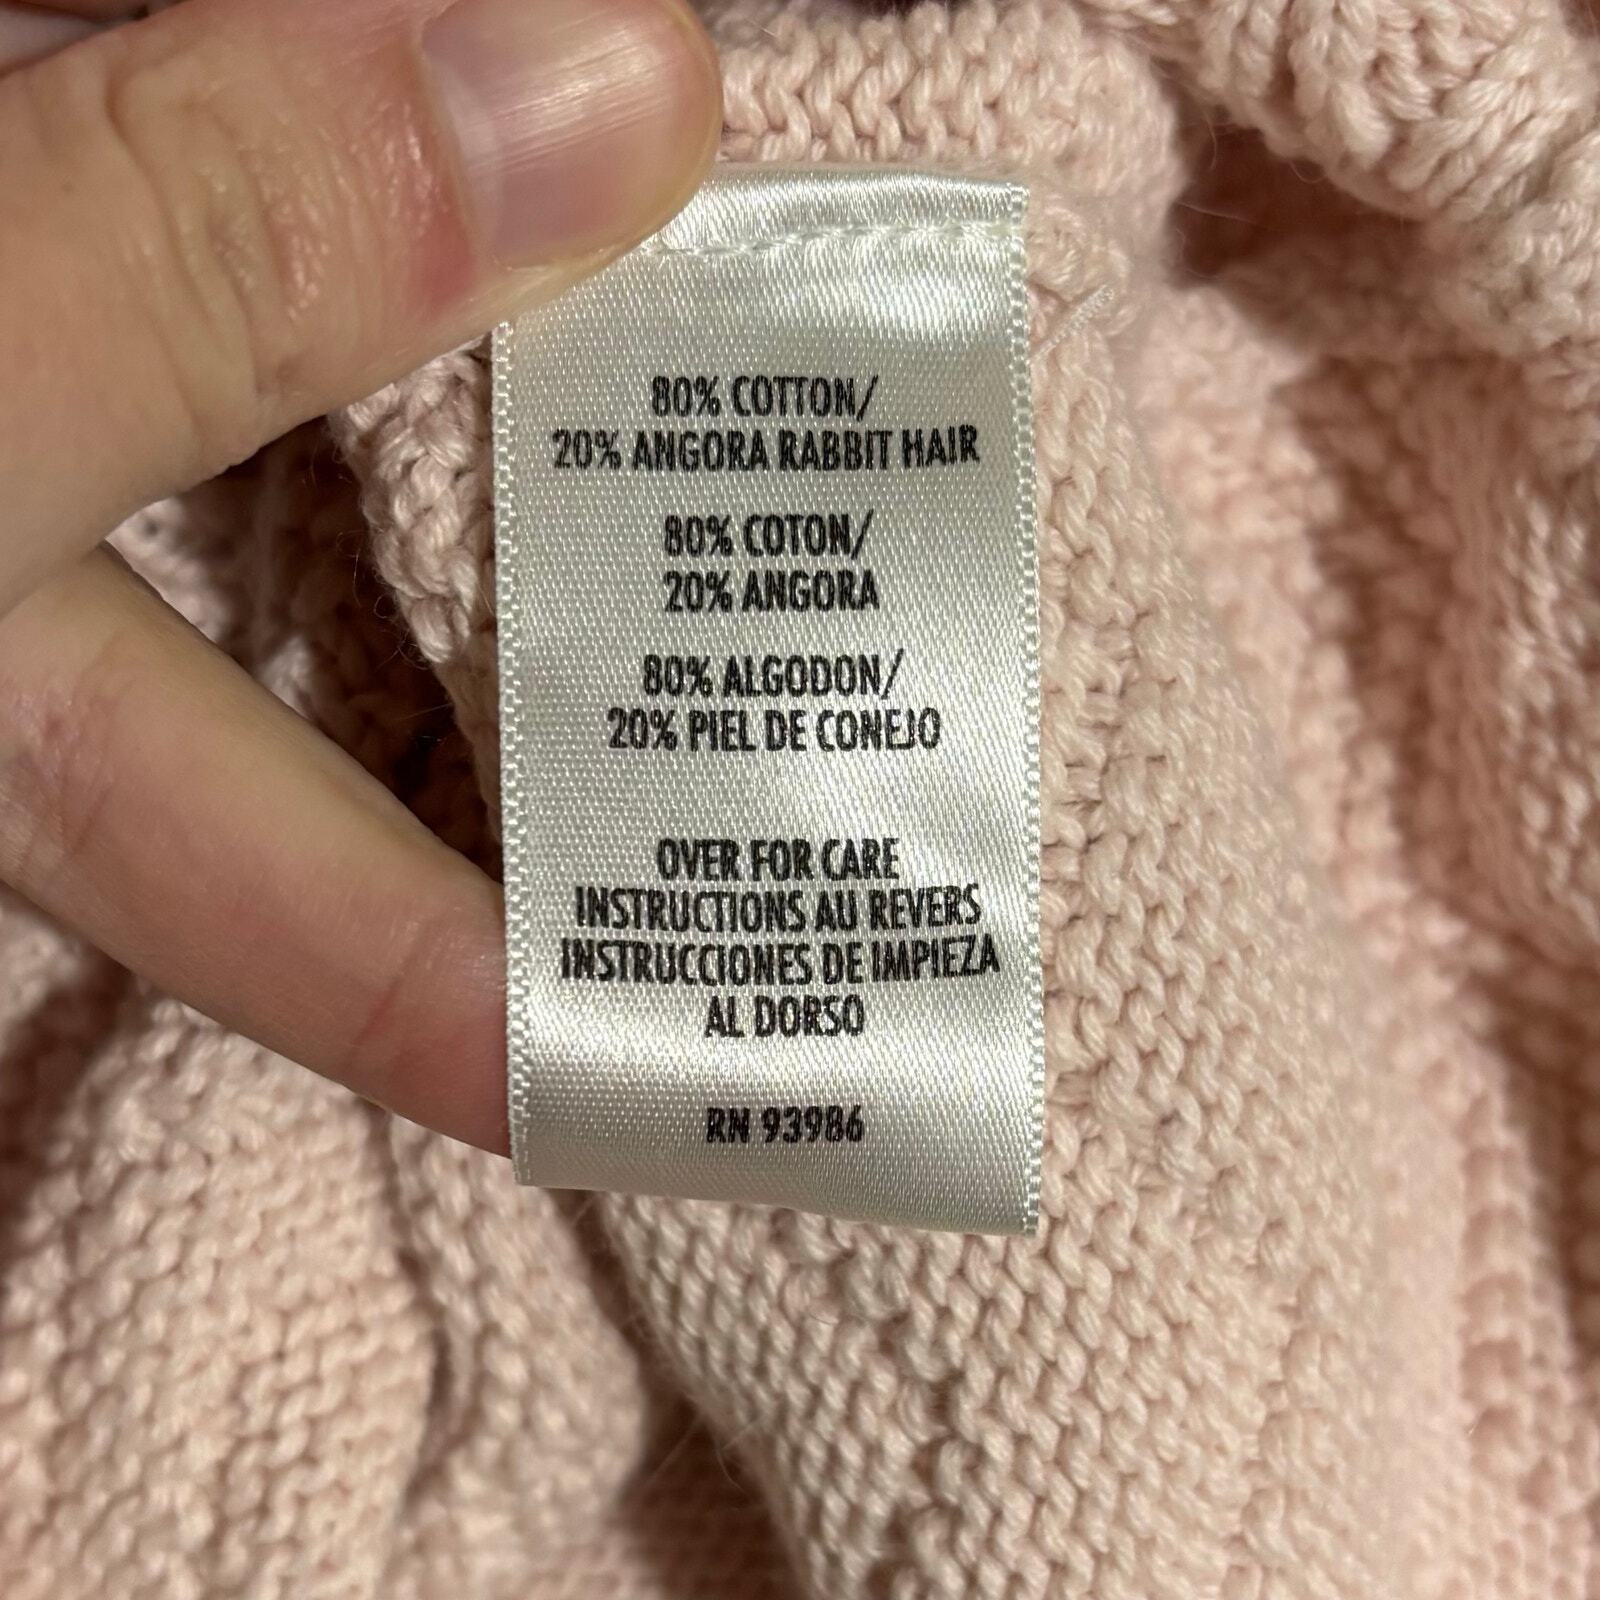 80% COTTON/
20% ANGORA RABBIT HAIR
80% COTON/
20% ANGORA
80% ALGODON/
20% PIEL DE CONEJO
OVER FOR CARE
INSTRUCTIONS AU REVERS
INSTRUCCIONES DE IMPIEZA
AL DORSO
RN 93986